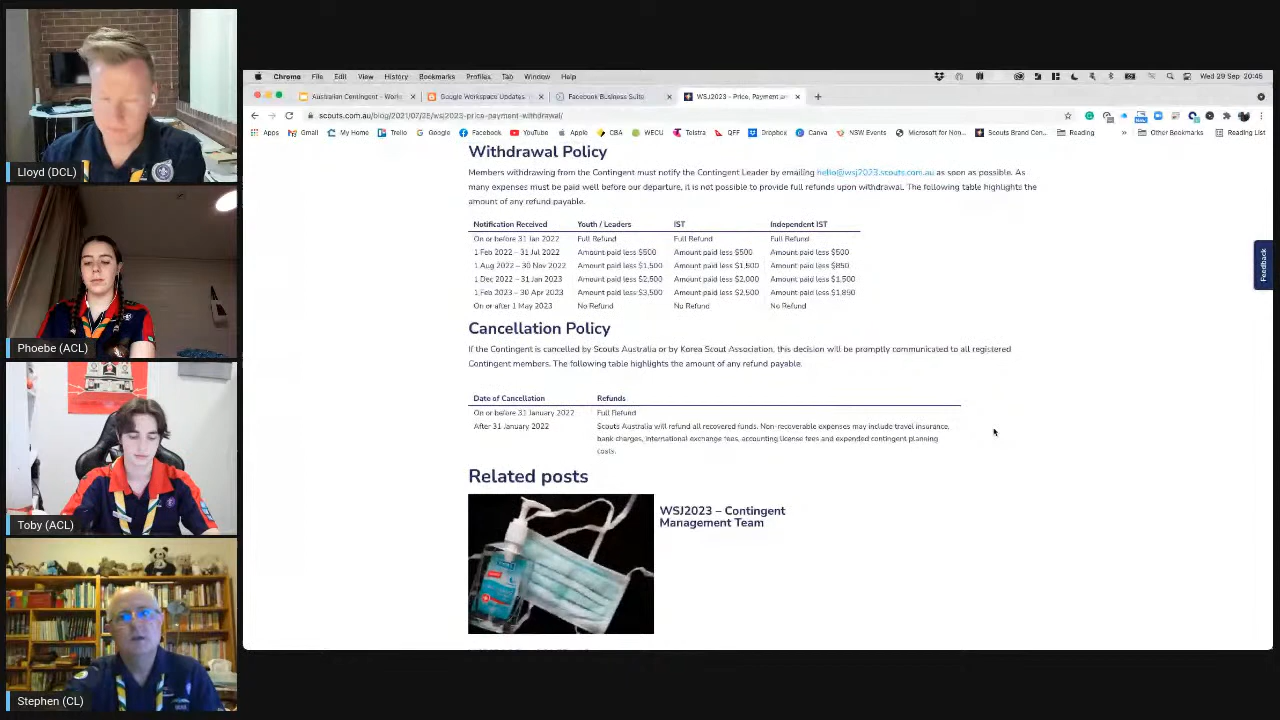 Lloyd (DCL)
Phoebe (ACL)
Toby (ACL)
Stephen (CL)
Chrome File Edit View History Bookmarks Profiles Tab Window Help
Wed 29 Sep 20:45
Australian Contingent - Work
Google Workspace Updates:
Facebook Business Suite
WSJ2023 - Price, Payment an
scouts.com.au/blog/2021/07/28/wsj2023-price-payment-withdrawal/
Apps Gmail My Home Trello Google Facebook YouTube Apple CBA WECU Telstra QFF Dropbox Canva NSW Events Microsoft for Non... Scouts Brand Cen... Reading » Other Bookmarks Reading List
Withdrawal Policy
Members withdrawing from the Contingent must notify the Contingent Leader by emailing hello@wsj2023.scouts.com.au as soon as possible. As
many expenses must be paid well before our departure, it is not possible to provide full refunds upon withdrawal. The following table highlights the
amount of any refund payable.
Notification Received Youth / Leaders IST Independent IST
On or before 31 Jan 2022 Full Refund Full Refund Full Refund
1 Feb 2022 – 31 Jul 2022 Amount paid less $500 Amount paid less $500 Amount paid less $500
1 Aug 2022 – 30 Nov 2022 Amount paid less $1,500 Amount paid less $1,500 Amount paid less $850
1 Dec 2022 – 31 Jan 2023 Amount paid less $2,500 Amount paid less $2,000 Amount paid less $1,500
1 Feb 2023 – 30 Apr 2023 Amount paid less $3,500 Amount paid less $2,500 Amount paid less $1,850
On or after 1 May 2023 No Refund No Refund No Refund
Cancellation Policy
If the Contingent is cancelled by Scouts Australia or by Korea Scout Association, this decision will be promptly communicated to all registered
Contingent members. The following table highlights the amount of any refund payable.
Date of Cancellation Refunds
On or before 31 January 2022 Full Refund
After 31 January 2022 Scouts Australia will refund all recovered funds. Non-recoverable expenses may include travel insurance,
bank charges, international exchange fees, accounting license fees and expended contingent planning
costs.
Related posts
WSJ2023 – Contingent
Management Team
Feedback